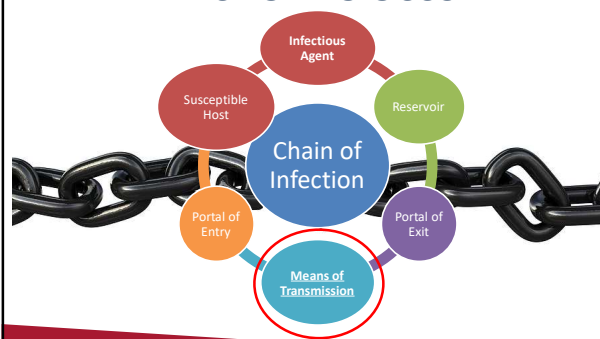 Infectious
Agent
Susceptible
Host
Reservoir
Chain of
Infection
Portal of
Entry
Portal of
Exit
Means of
Transmission